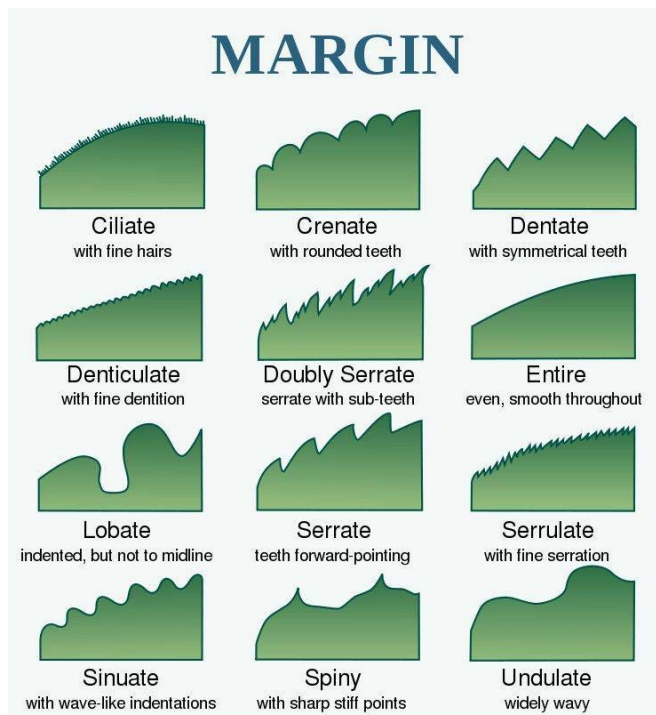 MARGIN
Ciliate
with fine hairs
Crenate
with rounded teeth
Dentate
with symmetrical teeth
Denticulate
with fine dentition
Doubly Serrate
serrate with sub-teeth
Entire
even, smooth throughout
Lobate
indented, but not to midline
Serrate
teeth forward-pointing
Serrulate
with fine serration
Sinuate
with wave-like indentations
Spiny
with sharp stiff points
Undulate
widely wavy